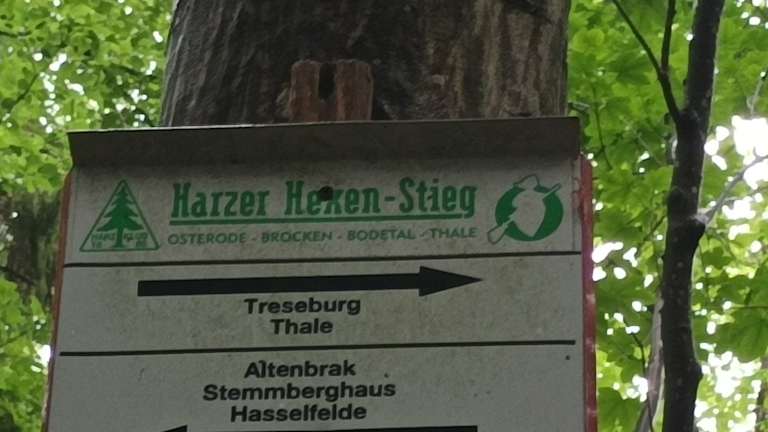 Harzer Hexen-Stieg
OSTERODE - BROCKEN - BODETAL - THALE
Treseburg
Thale
Altenbrak
Stemmberghaus
Hasselfelde